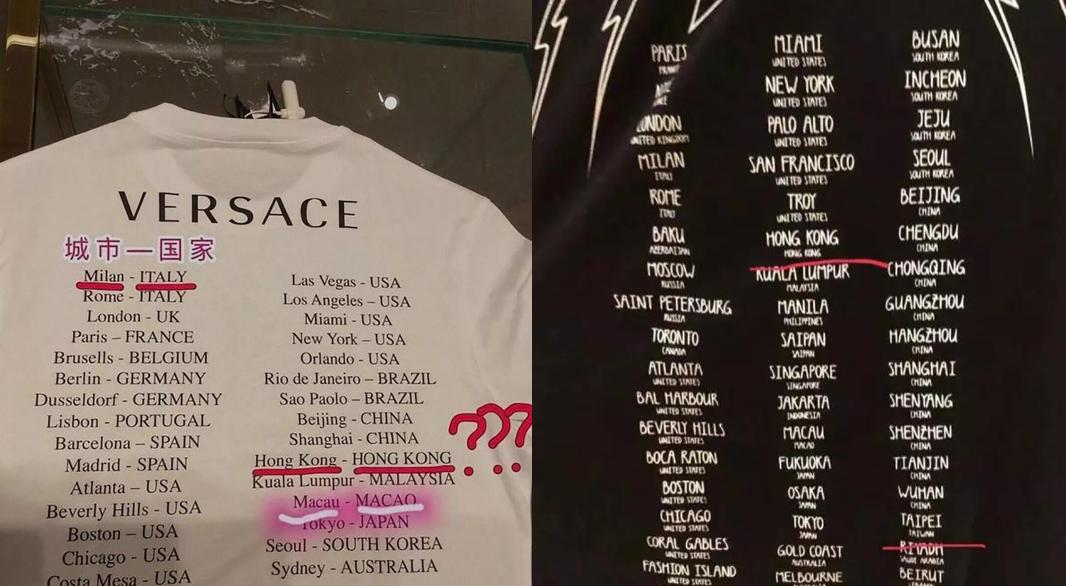 VERSACE
城市—国家
Milan - ITALY
Rome - ITALY
London - UK
Paris – FRANCE
Brusells - BELGIUM
Berlin - GERMANY
Dusseldorf - GERMANY
Lisbon - PORTUGAL
Barcelona – SPAIN
Madrid - SPAIN
Atlanta – USA
Beverly Hills - USA
Boston – USA
Chicago - USA
Costa Mesa - USA
Las Vegas - USA
Los Angeles – USA
Miami - USA
New York – USA
Orlando - USA
Rio de Janeiro – BRAZIL
Sao Paolo – BRAZIL
Beijing - CHINA
Shanghai - CHINA
Hong Kong - HONG KONG
???
Kuala Lumpur - MALAYSIA
Macau - MACAO
Tokyo - JAPAN
Seoul - SOUTH KOREA
Sydney - AUSTRALIA
PARIS
FRANCE
LONDON
UNITED KINGDOM
MILAN
ITALY
ROME
ITALY
BAKU
AZERBAIJAN
MOSCOW
RUSSIA
SAINT PETERSBURG
RUSSIA
TORONTO
CANADA
ATLANTA
UNITED STATES
BAL HARBOUR
UNITED STATES
BEVERLY HILLS
UNITED STATES
BOCA RATON
UNITED STATES
BOSTON
UNITED STATES
CHICAGO
UNITED STATES
CORAL GABLES
UNITED STATES
FASHION ISLAND
UNITED STATES
MIAMI
UNITED STATES
NEW YORK
UNITED STATES
PALO ALTO
UNITED STATES
SAN FRANCISCO
UNITED STATES
TROY
UNITED STATES
HONG KONG
HONG KONG
KUALA LUMPUR
MALAYSIA
MANILA
PHILIPPINES
SAIPAN
SAIPAN
SINGAPORE
SINGAPORE
JAKARTA
INDONESIA
MACAU
MACAO
FUKUOKA
JAPAN
OSAKA
JAPAN
TOKYO
JAPAN
GOLD COAST
AUSTRALIA
MELBOURNE
AUSTRALIA
BUSAN
SOUTH KOREA
INCHEON
SOUTH KOREA
JEJU
SOUTH KOREA
SEOUL
SOUTH KOREA
BEIJING
CHINA
CHENGDU
CHINA
CHONGQING
CHINA
GUANGZHOU
CHINA
HANGZHOU
CHINA
SHANGHAI
CHINA
SHENYANG
CHINA
SHENZHEN
CHINA
TIANJIN
CHINA
WUHAN
CHINA
TAIPEI
TAIWAN
RIYADH
SAUDI ARABIA
BEIRUT